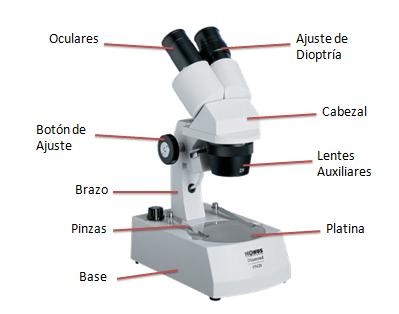 Oculares
Ajuste de
Dioptría
Cabezal
Botón de
Ajuste
Lentes
Auxiliares
Brazo
Pinzas
Platina
Base